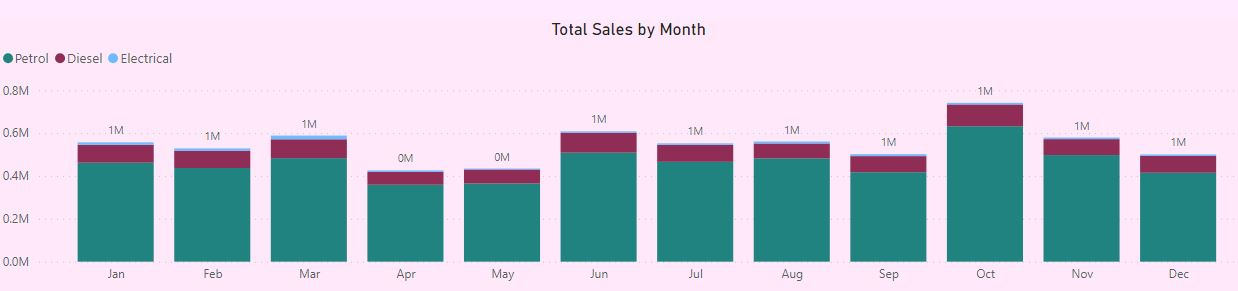 Total Sales by Month
Petrol Diesel Electrical
0.8M
0.6M
0.4M
0.2M
0.0M
1M 1M 1M 0M 0M 1M 1M 1M 1M 1M 1M 1M
Jan Feb Mar Apr May Jun Jul Aug Sep Oct Nov Dec